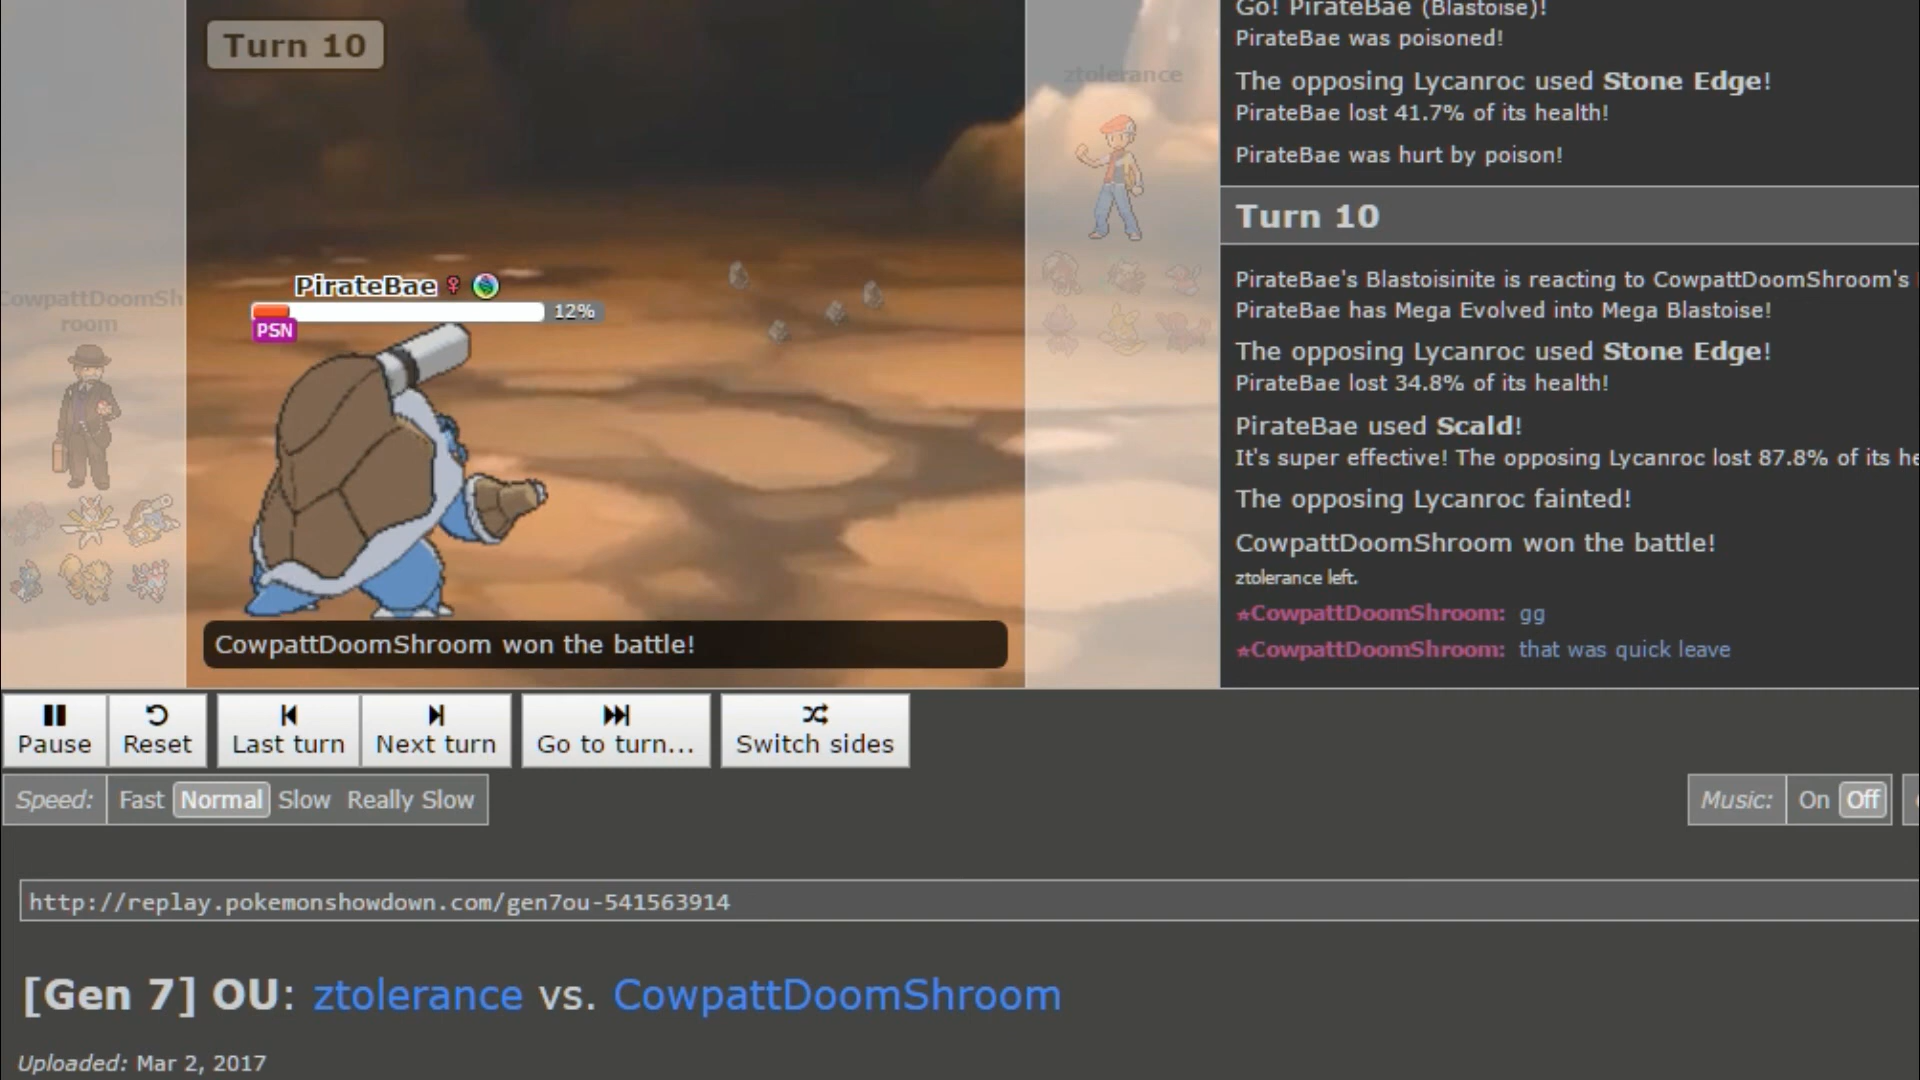 Turn 10
CowpattDoomSh
room
PirateBae ♀
12%
PSN
CowpattDoomShroom won the battle!
ztolerance
Go! PirateBae (Blastoise)!
PirateBae was poisoned!
The opposing Lycanroc used Stone Edge!
PirateBae lost 41.7% of its health!
PirateBae was hurt by poison!
Turn 10
PirateBae's Blastoisinite is reacting to CowpattDoomShroom's
PirateBae has Mega Evolved into Mega Blastoise!
The opposing Lycanroc used Stone Edge!
PirateBae lost 34.8% of its health!
PirateBae used Scald!
It's super effective! The opposing Lycanroc lost 87.8% of its he
The opposing Lycanroc fainted!
CowpattDoomShroom won the battle!
ztolerance left.
★CowpattDoomShroom: gg
★CowpattDoomShroom: that was quick leave
Pause Reset Last turn Next turn Go to turn... Switch sides
Speed: Fast Normal Slow Really Slow
Music: On Off
http://replay.pokemonshowdown.com/gen7ou-541563914
[Gen 7] OU: ztolerance vs. CowpattDoomShroom
Uploaded: Mar 2, 2017